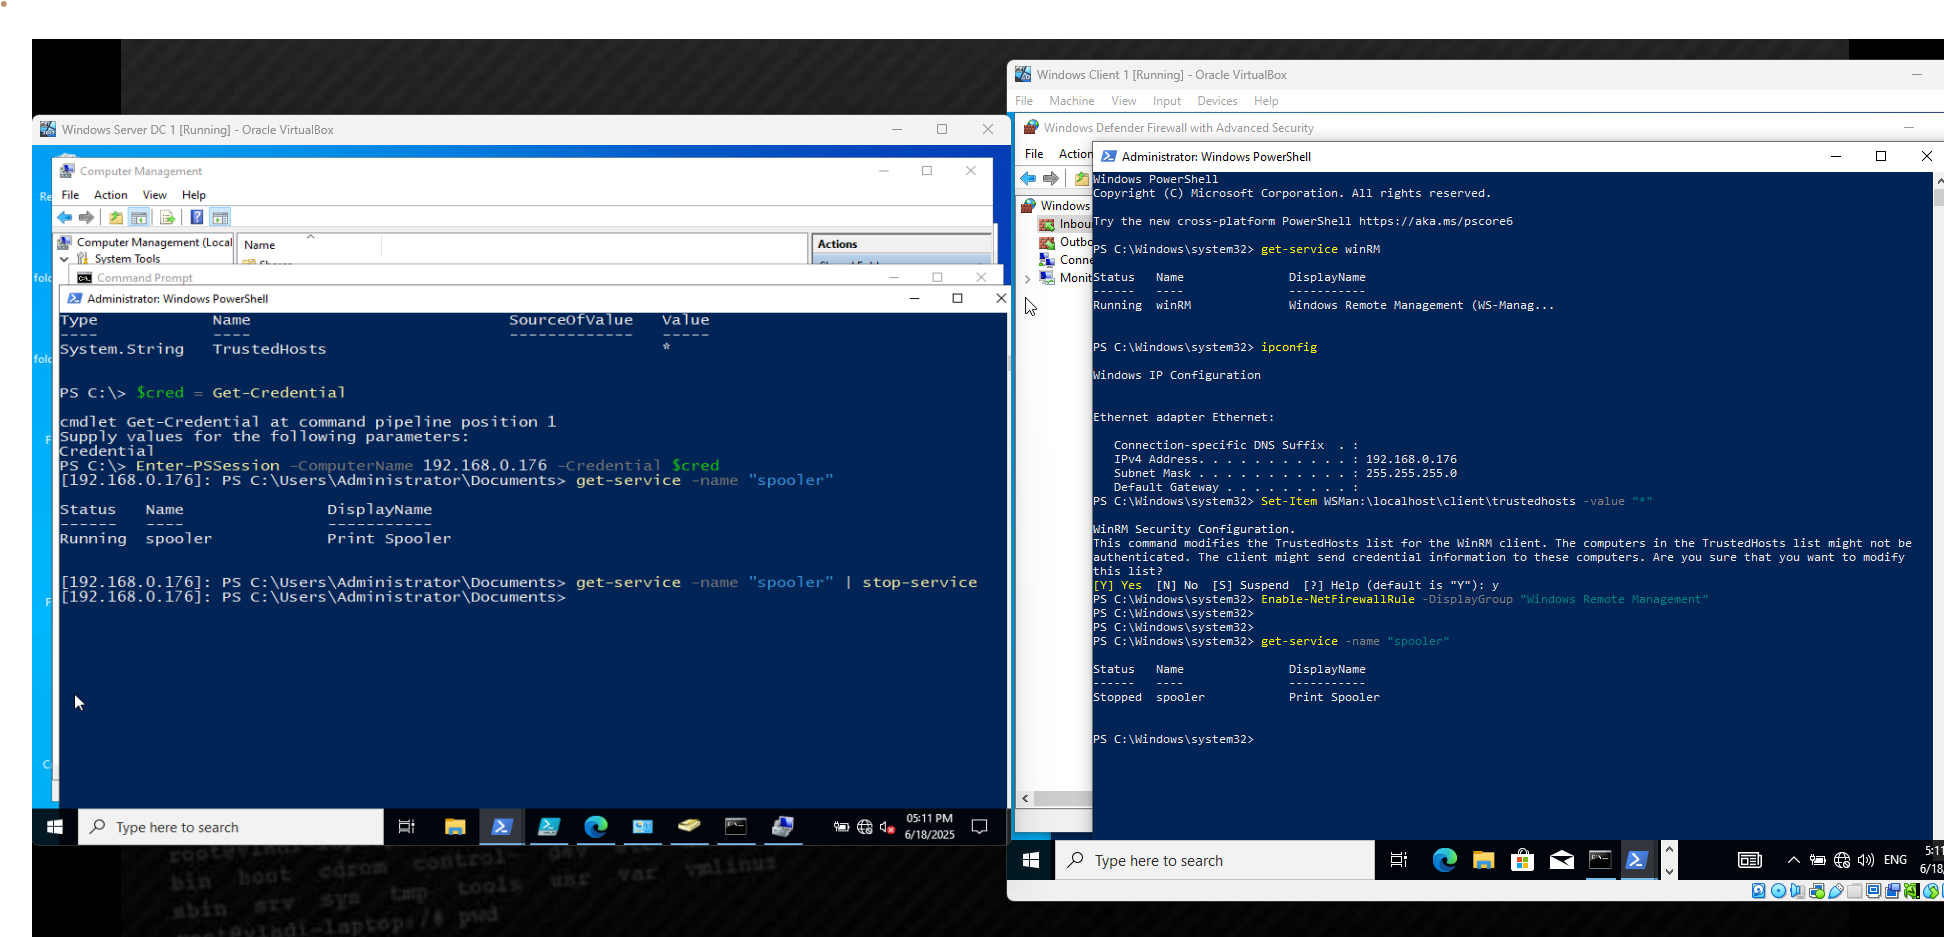 Windows Server DC 1 [Running] - Oracle VirtualBox
Computer Management
File Action View Help
Computer Management (Local
System Tools
Name
Actions
Command Prompt
Administrator: Windows PowerShell
Type Name SourceOfValue Value
---- ---- ------------- -----
System.String TrustedHosts *
PS C:\> $cred = Get-Credential
cmdlet Get-Credential at command pipeline position 1
Supply values for the following parameters:
Credential
PS C:\> Enter-PSSession -ComputerName 192.168.0.176 -Credential $cred
[192.168.0.176]: PS C:\Users\Administrator\Documents> get-service -name "spooler"
Status Name DisplayName
------ ---- -----------
Running spooler Print Spooler
[192.168.0.176]: PS C:\Users\Administrator\Documents> get-service -name "spooler" | stop-service
[192.168.0.176]: PS C:\Users\Administrator\Documents>
Type here to search
05:11 PM
6/18/2025
bin boot cdrom control- dev
usr var vmlinuz
sbin srv sys tmp tools
pwd
Windows Client 1 [Running] - Oracle VirtualBox
File Machine View Input Devices Help
Windows Defender Firewall with Advanced Security
File Action
Windows
Inbou
Outbo
Conne
Monit
Administrator: Windows PowerShell
Windows PowerShell
Copyright (C) Microsoft Corporation. All rights reserved.
Try the new cross-platform PowerShell https://aka.ms/pscore6
PS C:\Windows\system32> get-service winRM
Status Name DisplayName
------ ---- -----------
Running winRM Windows Remote Management (WS-Manag...
PS C:\Windows\system32> ipconfig
Windows IP Configuration
Ethernet adapter Ethernet:
Connection-specific DNS Suffix . :
IPv4 Address. . . . . . . . . . . : 192.168.0.176
Subnet Mask . . . . . . . . . . . : 255.255.255.0
Default Gateway . . . . . . . . . :
PS C:\Windows\system32> Set-Item WSMan:\localhost\client\trustedhosts -value "*"
WinRM Security Configuration.
This command modifies the TrustedHosts list for the WinRM client. The computers in the TrustedHosts list might not be
authenticated. The client might send credential information to these computers. Are you sure that you want to modify
this list?
[Y] Yes [N] No [S] Suspend [?] Help (default is "Y"): y
PS C:\Windows\system32> Enable-NetFirewallRule -DisplayGroup "Windows Remote Management"
PS C:\Windows\system32>
PS C:\Windows\system32>
PS C:\Windows\system32> get-service -name "spooler"
Status Name DisplayName
------ ---- -----------
Stopped spooler Print Spooler
PS C:\Windows\system32>
Type here to search
ENG
5:11
6/18